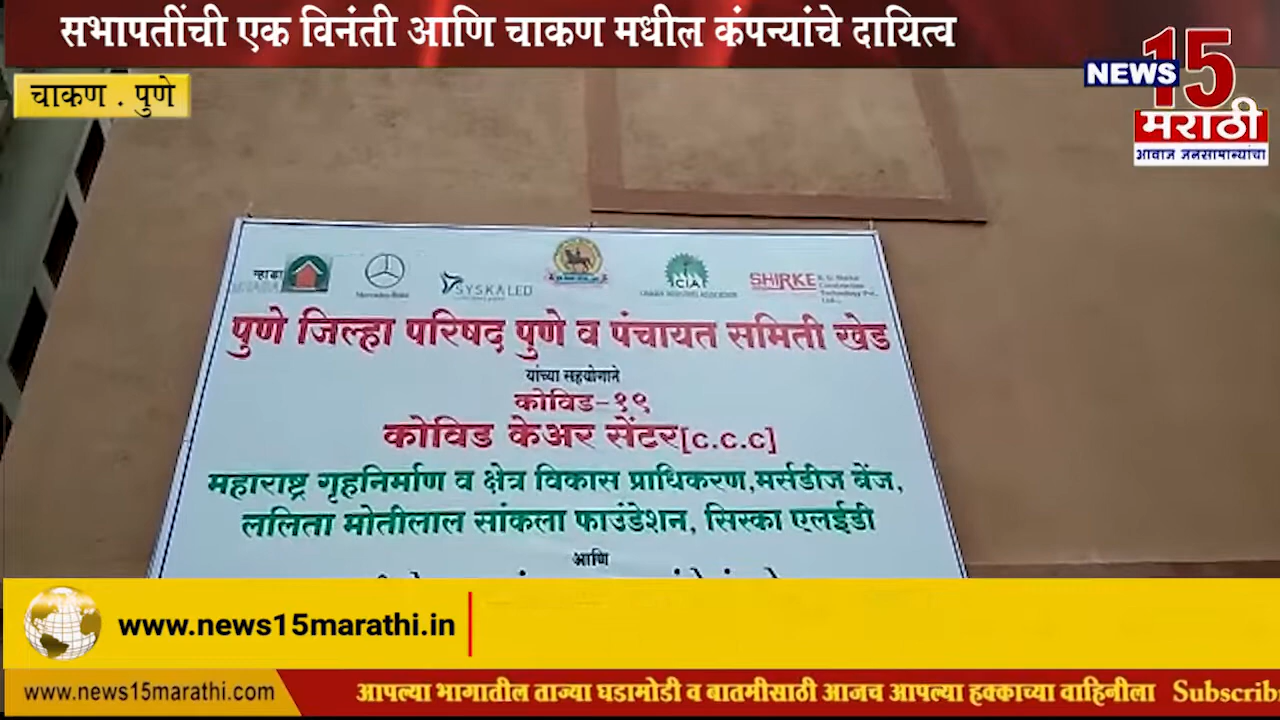 सभापतींची एक विनंती आणि चाकण मधील कंपन्यांचे दायित्व
चाकण . पुणे
NEWS 15
मराठी
आवाज जनसामान्यांचा
म्हाडा
MHADA
Mercedes-Benz
SYSKALED
CIA
SHIRKE
पुणे जिल्हा परिषद पुणे व पंचायत समिती खेड
यांच्या सहयोगाने
कोविड-१९
कोविड केअर सेंटर[C.C.C]
महाराष्ट्र गृहनिर्माण व क्षेत्र विकास प्राधिकरण,मर्सडीज बेंज,
ललिता मोतीलाल सांकला फाउंडेशन, सिस्का एलईडी
आणि
www.news15marathi.in
www.news15marathi.com
आपल्या भागातील ताज्या घडामोडी व बातमीसाठी आजच आपल्या हक्काच्या वाहिनीला Subscrib